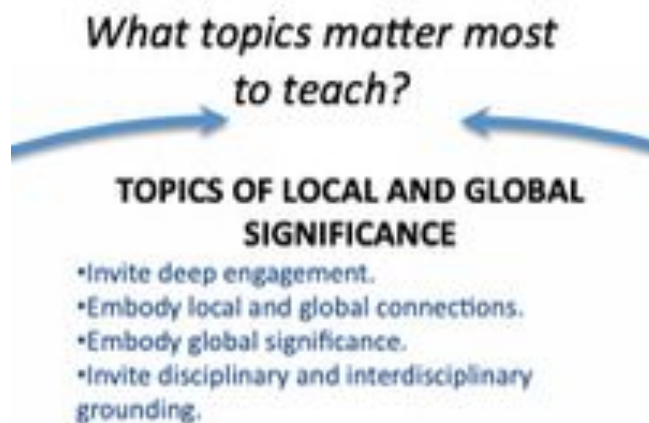 What topics matter most
to teach?
TOPICS OF LOCAL AND GLOBAL
SIGNIFICANCE
•Invite deep engagement.
•Embody local and global connections.
•Embody global significance.
•Invite disciplinary and interdisciplinary
grounding.